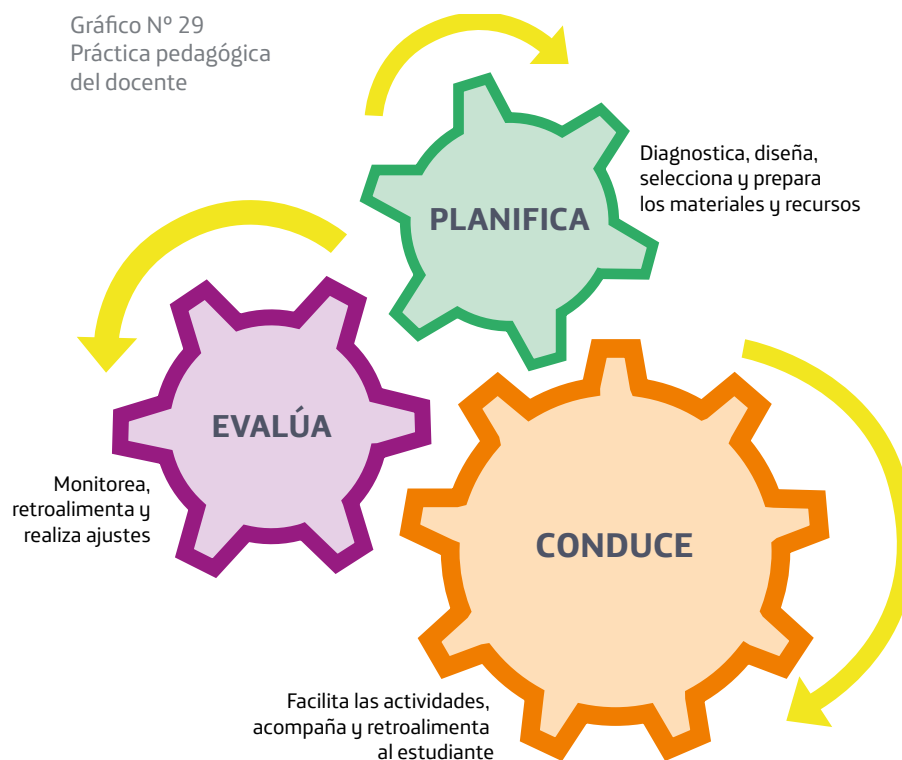 Gráfico Nº 29
Práctica pedagógica
del docente
PLANIFICA
Diagnostica, diseña,
selecciona y prepara
los materiales y recursos
EVALÚA
Monitorea,
retroalimenta y
realiza ajustes
CONDUCE
Facilita las actividades,
acompaña y retroalimenta
al estudiante